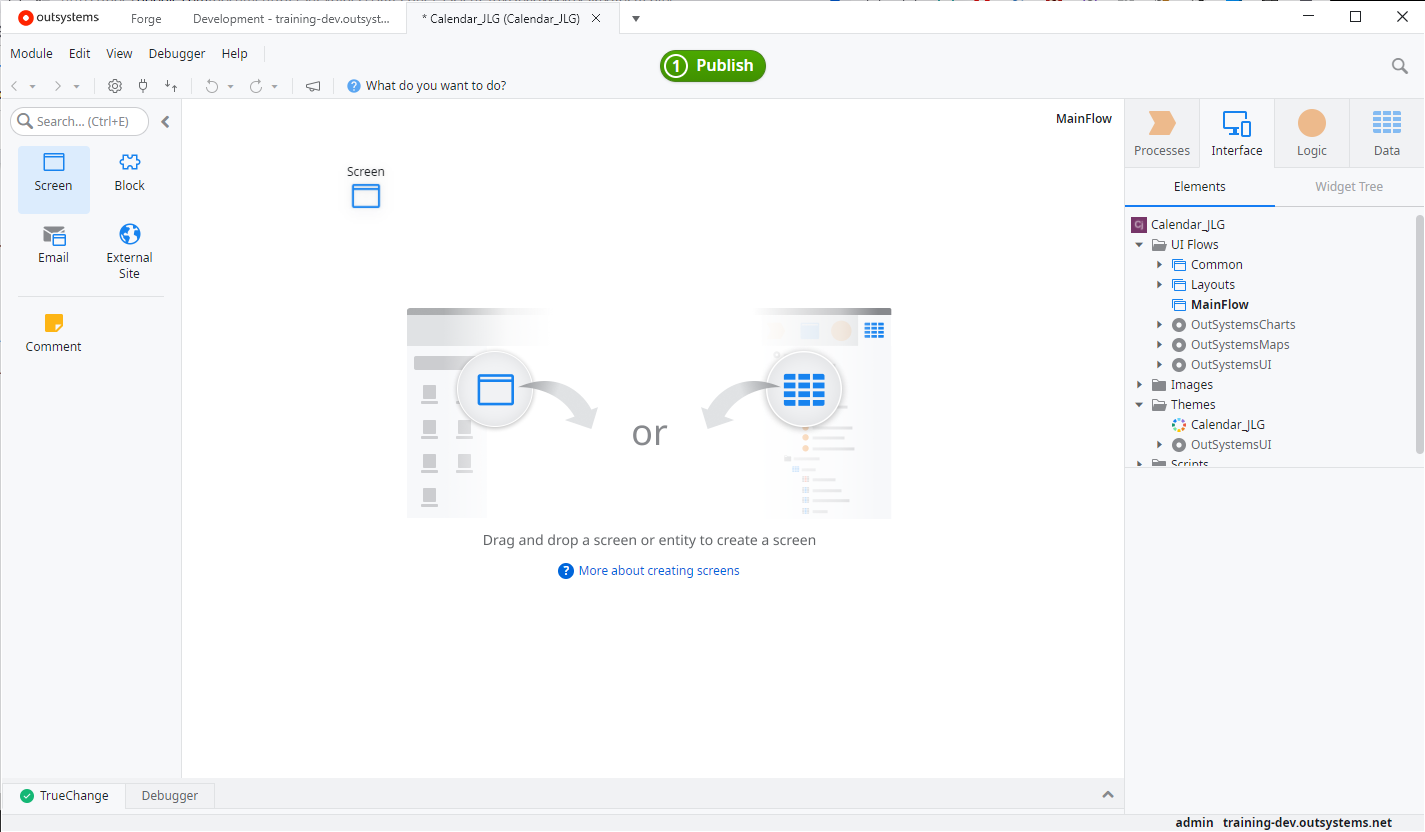 outsystems
Forge
Development - training-dev.outsyst...
* Calendar_JLG (Calendar_JLG)
Module Edit View Debugger Help
1 Publish
? What do you want to do?
Search... (Ctrl+E)
Screen
Block
Email
External
Site
Comment
MainFlow
Screen
or
Drag and drop a screen or entity to create a screen
? More about creating screens
Processes
Interface
Logic
Data
Elements
Widget Tree
Calendar_JLG
UI Flows
Common
Layouts
MainFlow
OutSystemsCharts
OutSystemsMaps
OutSystemsUI
Images
Themes
Calendar_JLG
OutSystemsUI
Scripts
TrueChange
Debugger
admin training-dev.outsystems.net